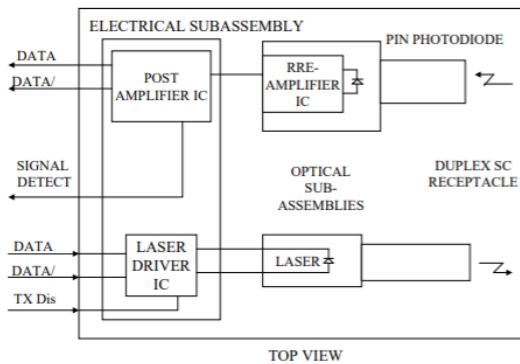 ELECTRICAL SUBASSEMBLY
DATA
DATA/
POST
AMPLIFIER IC
RRE-
AMPLIFIER
IC
PIN PHOTODIODE
SIGNAL
DETECT
OPTICAL
SUB-
ASSEMBLIES
DUPLEX SC
RECEPTACLE
DATA
DATA/
TX Dis
LASER
DRIVER
IC
LASER
TOP VIEW